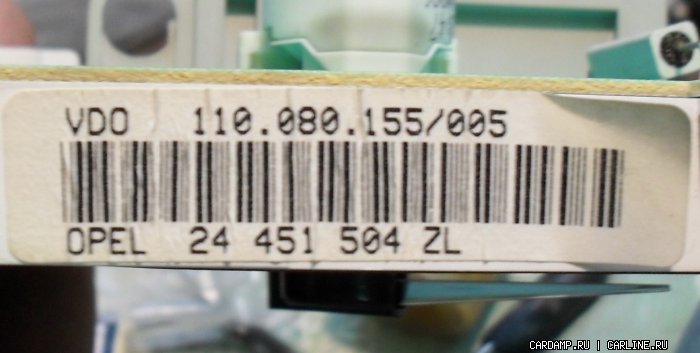 VDO 110.080.155/005
OPEL 24 451 504 ZL
CARDAMP.RU | CARLINE.RU